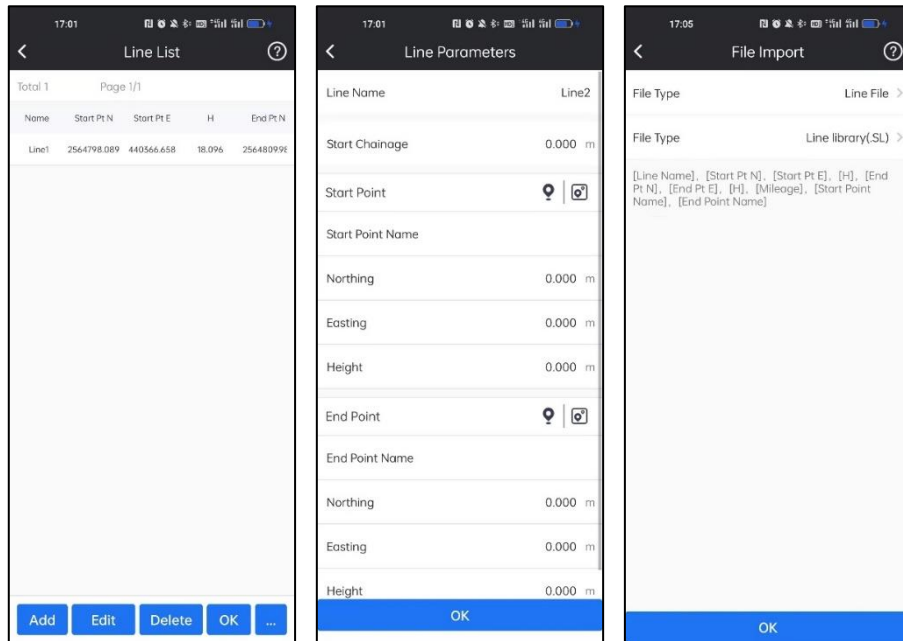 17:01
Line List
Total 1 Page 1/1
Name Start Pt N Start Pt E H End Pt N
Line1 2564798.089 440566.658 18.096 2564809.98
Add Edit Delete OK ...
17:01
Line Parameters
Line Name Line2
Start Chainage 0.000 m
Start Point
Start Point Name
Northing 0.000 m
Easting 0.000 m
Height 0.000 m
End Point
End Point Name
Northing 0.000 m
Easting 0.000 m
Height 0.000 m
OK
17:05
File Import
File Type Line File
File Type Line library(.SL)
[Line Name], [Start Pt N], [Start Pt E], [H], [End
Pt N], [End Pt E], [H], [Mileage], [Start Point
Name], [End Point Name]
OK